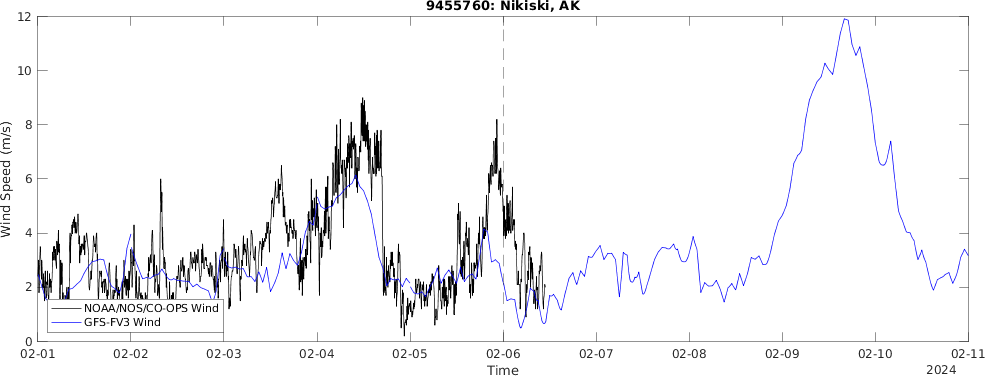 9455760: Nikiski, AK
12
10
8
6
4
2
0
Wind Speed (m/s)
NOAA/NOS/CO-OPS Wind
GFS-FV3 Wind
02-01 02-02 02-03 02-04 02-05 02-06 02-07 02-08 02-09 02-10 02-11
Time
2024